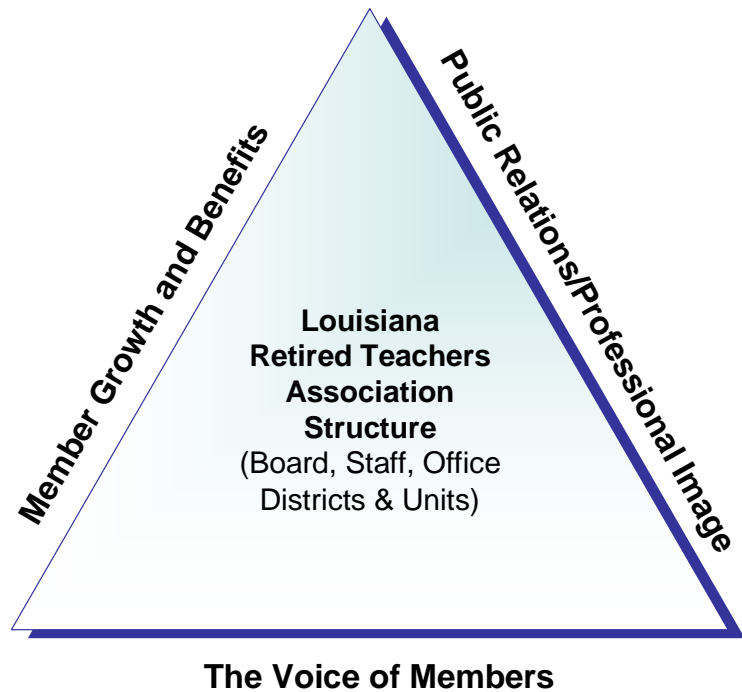 Member Growth and Benefits
Public Relations/Professional Image
Louisiana
Retired Teachers
Association
Structure
(Board, Staff, Office
Districts & Units)
The Voice of Members